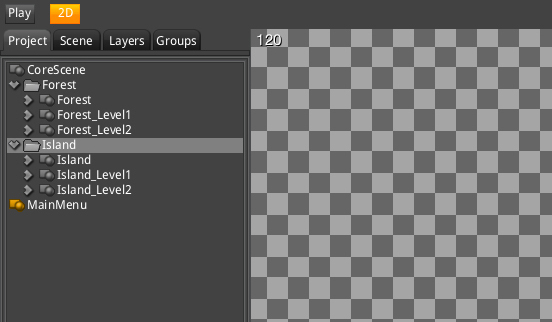 Play 2D
Project Scene Layers Groups
120
CoreScene
Forest
Forest
Forest_Level1
Forest_Level2
Island
Island
Island_Level1
Island_Level2
MainMenu